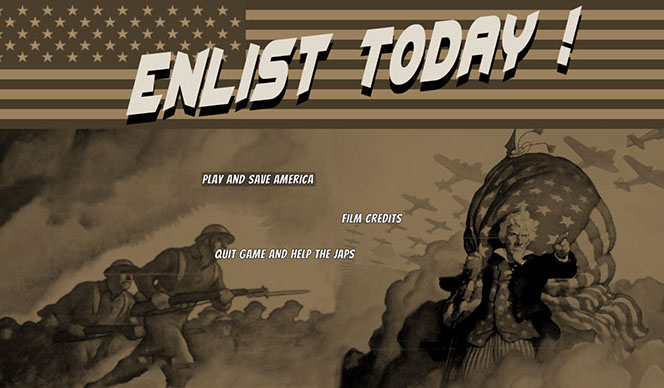 ENLIST TODAY !
PLAY AND SAVE AMERICA
FILM CREDITS
QUIT GAME AND HELP THE JAPS